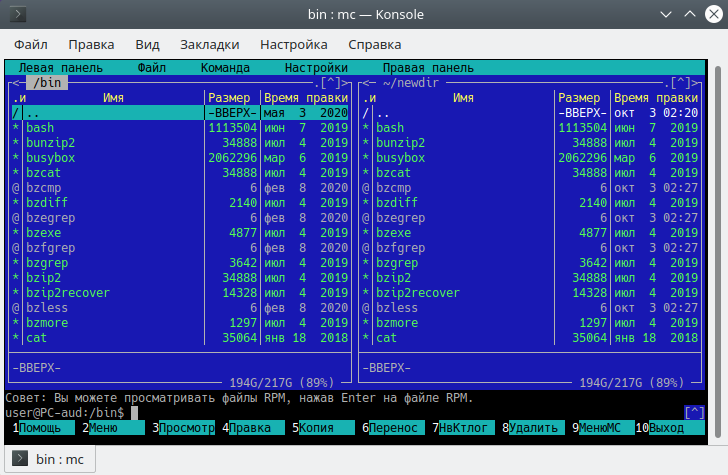 bin : mc — Konsole
Файл Правка Вид Закладки Настройка Справка
Левая панель Файл Команда Настройки Правая панель
<─ /bin .[^]> <─ ~/newdir .[^]>
.и Имя Размер Время правки .и Имя Размер Время правки
/ .. -ВВЕРХ- мая 3 2020 / .. -ВВЕРХ- окт 3 02:20
* bash 1113504 июн 7 2019 * bash 1113504 июн 7 2019
* bunzip2 34888 июл 4 2019 * bunzip2 34888 июл 4 2019
* busybox 2062296 мар 6 2019 * busybox 2062296 мар 6 2019
* bzcat 34888 июл 4 2019 * bzcat 34888 июл 4 2019
@ bzcmp 6 фев 8 2020 @ bzcmp 6 окт 3 02:27
* bzdiff 2140 июл 4 2019 * bzdiff 2140 июл 4 2019
@ bzegrep 6 фев 8 2020 @ bzegrep 6 окт 3 02:27
* bzexe 4877 июл 4 2019 * bzexe 4877 июл 4 2019
@ bzfgrep 6 фев 8 2020 @ bzfgrep 6 окт 3 02:27
* bzgrep 3642 июл 4 2019 * bzgrep 3642 июл 4 2019
* bzip2 34888 июл 4 2019 * bzip2 34888 июл 4 2019
* bzip2recover 14328 июл 4 2019 * bzip2recover 14328 июл 4 2019
@ bzless 6 фев 8 2020 @ bzless 6 окт 3 02:27
* bzmore 1297 июл 4 2019 * bzmore 1297 июл 4 2019
* cat 35064 янв 18 2018 * cat 35064 янв 18 2018
-ВВЕРХ- -ВВЕРХ-
194G/217G (89%) 194G/217G (89%)
Совет: Вы можете просматривать файлы RPM, нажав Enter на файле RPM.
user@PC-aud:/bin$ [^]
1Помощь 2Меню 3Просмотр 4Правка 5Копия 6Перенос 7НвКтлог 8Удалить 9МенюMC 10Выход
bin : mc